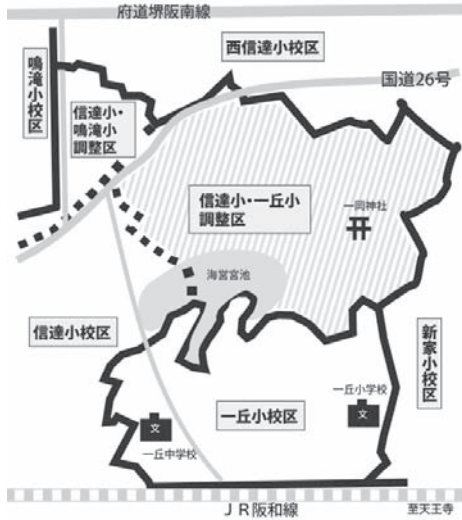 府道堺阪南線
西信達小校区
鳴滝小校区
国道26号
信達小・
鳴滝小
調整区
信達小・一丘小
調整区
一岡神社
海営宮池
信達小校区
新家小校区
一丘小学校
文
一丘小校区
文
一丘中学校
ＪＲ阪和線
至天王寺